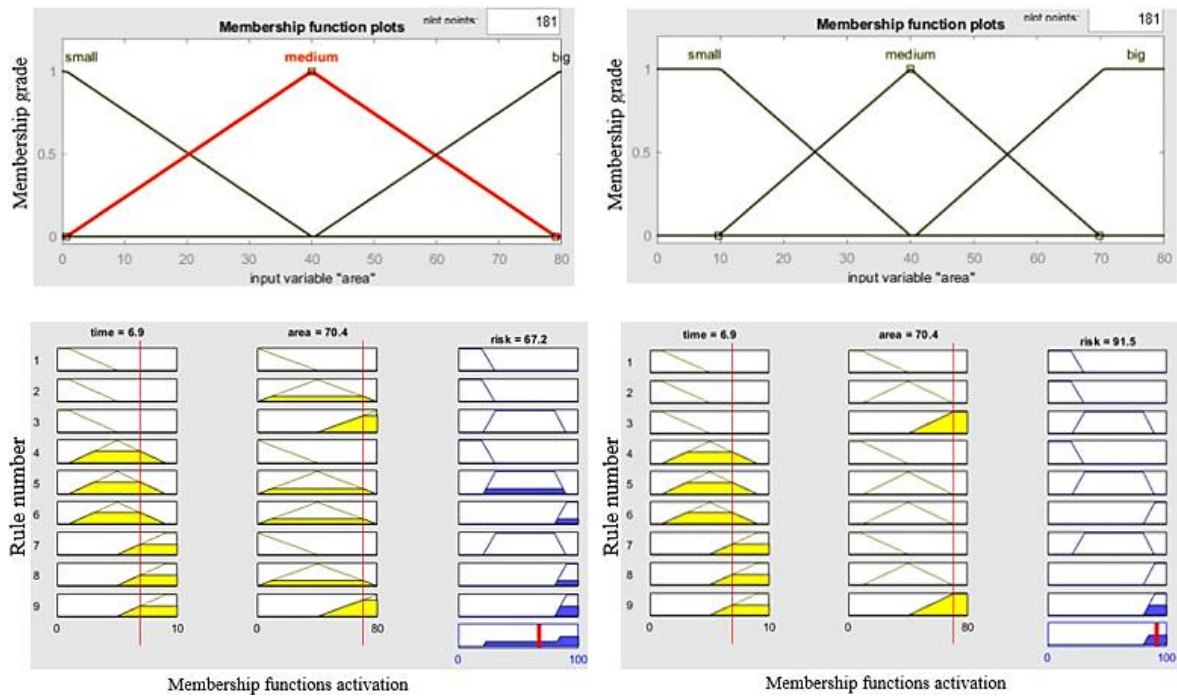 Membership function plots
plot points:
181
Membership grade
small
medium
big
1
0.5
0
0 10 20 30 40 50 60 70 80
input variable "area"
Membership function plots
plot points:
181
Membership grade
small
medium
big
1
0.5
0
0 10 20 30 40 50 60 70 80
input variable "area"
time = 6.9
area = 70.4
risk = 67.2
Rule number
1
2
3
4
5
6
7
8
9
0 10
0 80
0 100
Membership functions activation
time = 6.9
area = 70.4
risk = 91.5
Rule number
1
2
3
4
5
6
7
8
9
0 10
0 80
0 100
Membership functions activation